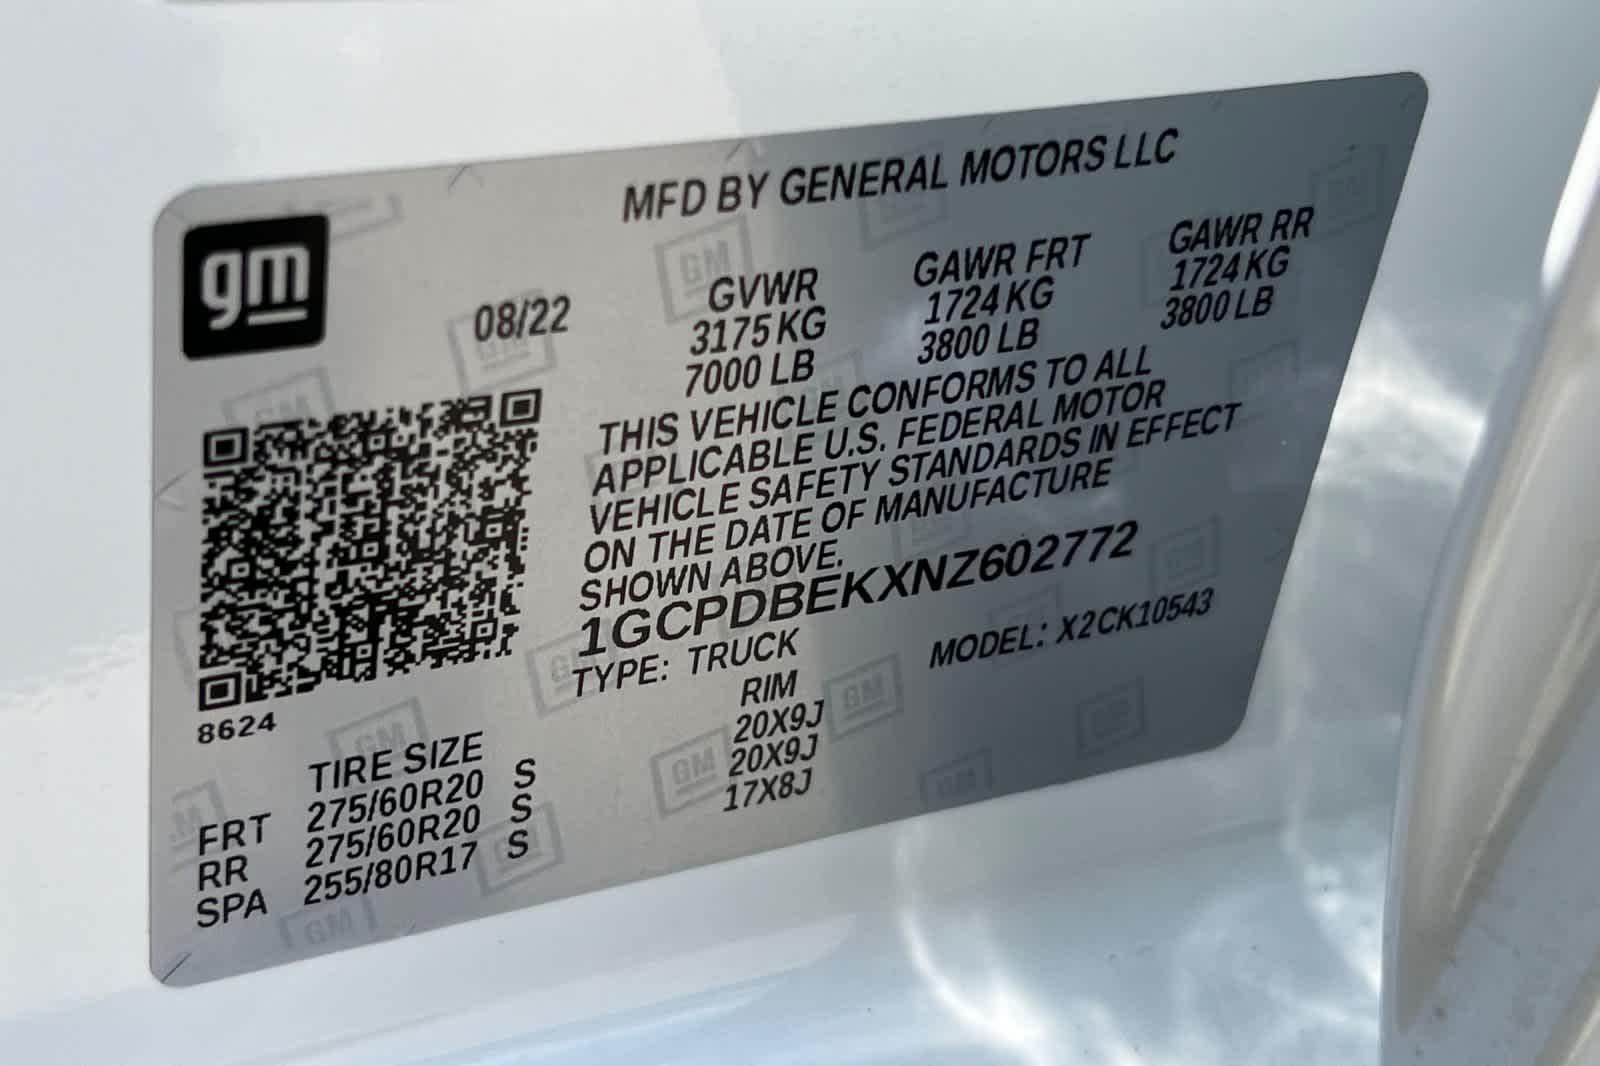 MFD BY GENERAL MOTORS LLC
gm
08/22
GVWR
3175 KG
7000 LB
GAWR FRT
1724 KG
3800 LB
GAWR RR
1724 KG
3800 LB
THIS VEHICLE CONFORMS TO ALL
APPLICABLE U.S. FEDERAL MOTOR
VEHICLE SAFETY STANDARDS IN EFFECT
ON THE DATE OF MANUFACTURE
SHOWN ABOVE.
1GCPDBEKXNZ602772
TYPE: TRUCK MODEL: X2CK10543
8624
TIRE SIZE RIM
FRT 275/60R20 S 20X9J
RR 275/60R20 S 20X9J
SPA 255/80R17 S 17X8J